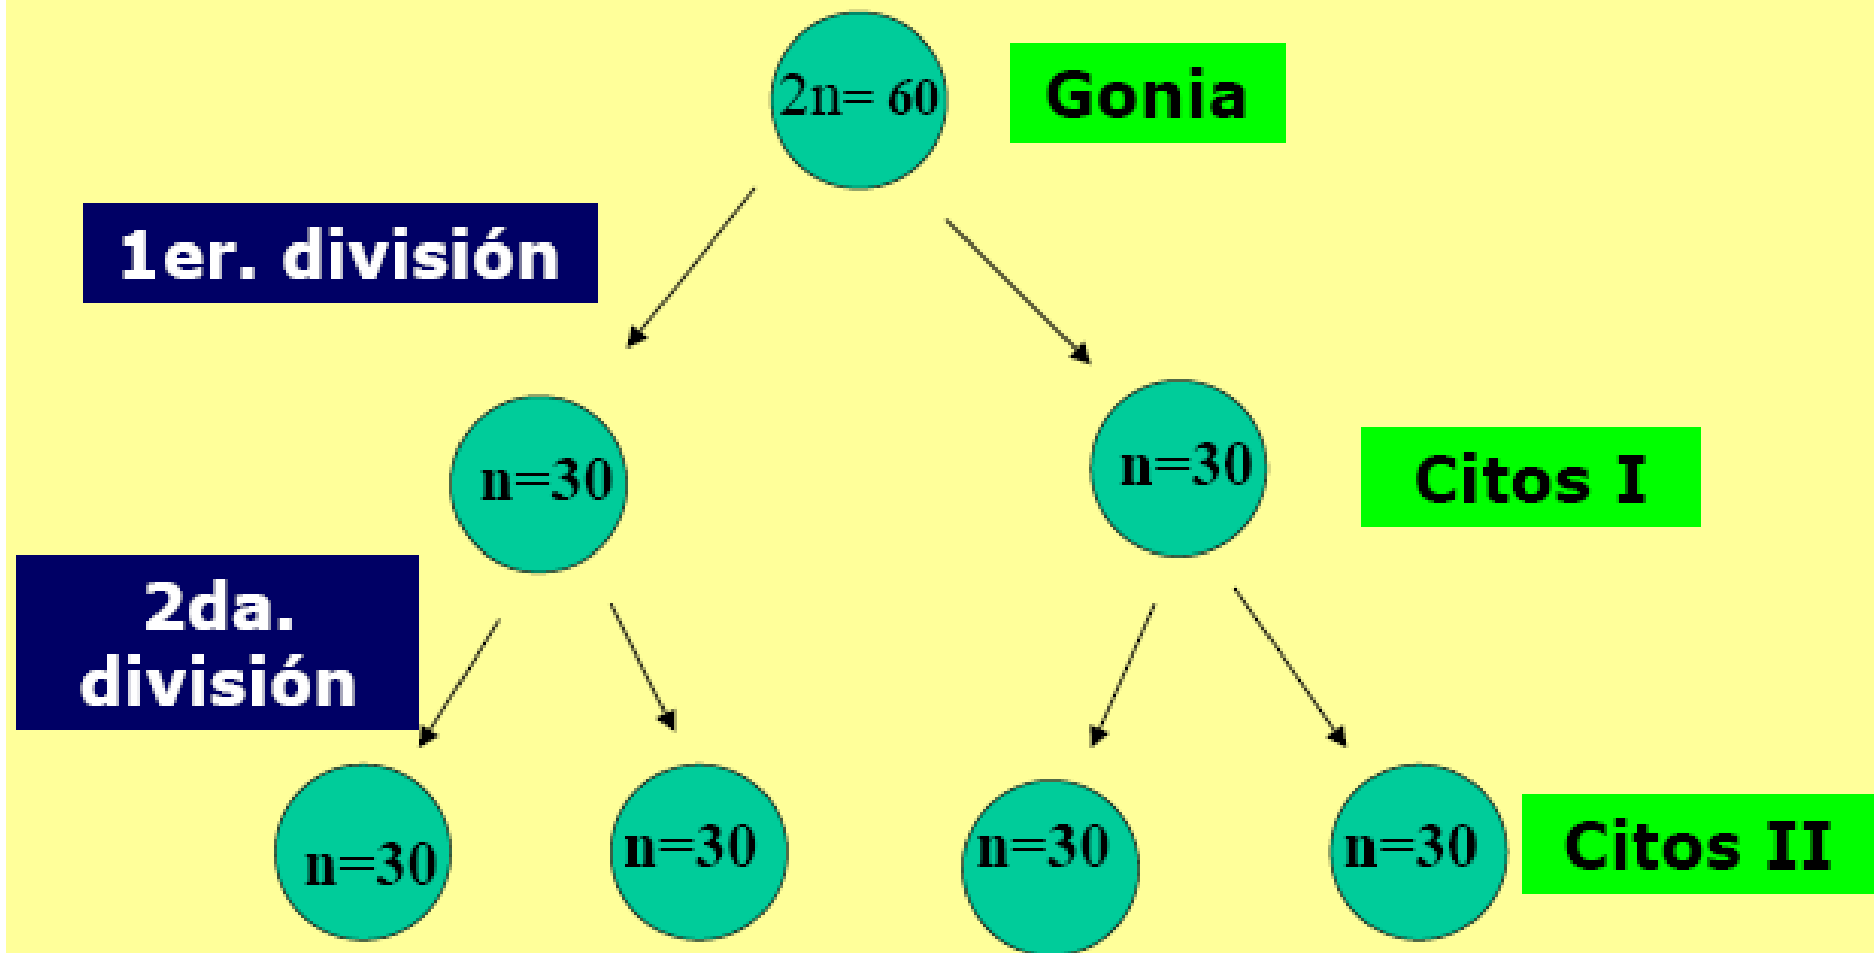 2n= 60
Gonia
1er. división
n=30
n=30
Citos I
2da.
división
n=30
n=30
n=30
n=30
Citos II